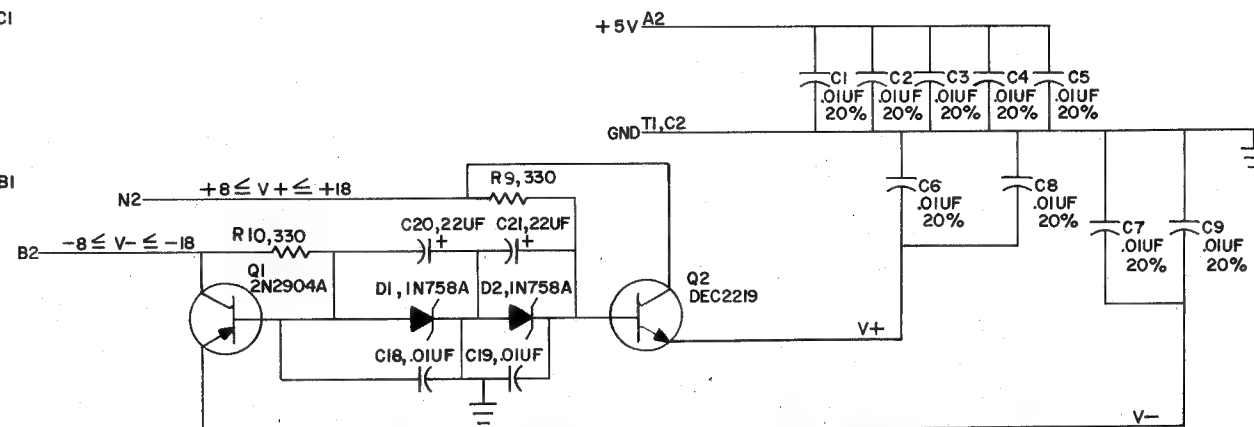 C1
+5V A2
C1 .01UF 20%
C2 .01UF 20%
C3 .01UF 20%
C4 .01UF 20%
C5 .01UF 20%
GND T1,C2
B1
N2 +8 ≤ V + ≤ +18
R9,330
C6 .01UF 20%
C8 .01UF 20%
C7 .01UF 20%
C9 .01UF 20%
C20,22UF +
C21,22UF +
B2 -8 ≤ V- ≤ -18
R10,330
Q1
2N2904A
D1,1N758A
D2,1N758A
Q2
DEC2219
V+
C18,.01UF
C19,.01UF
V-